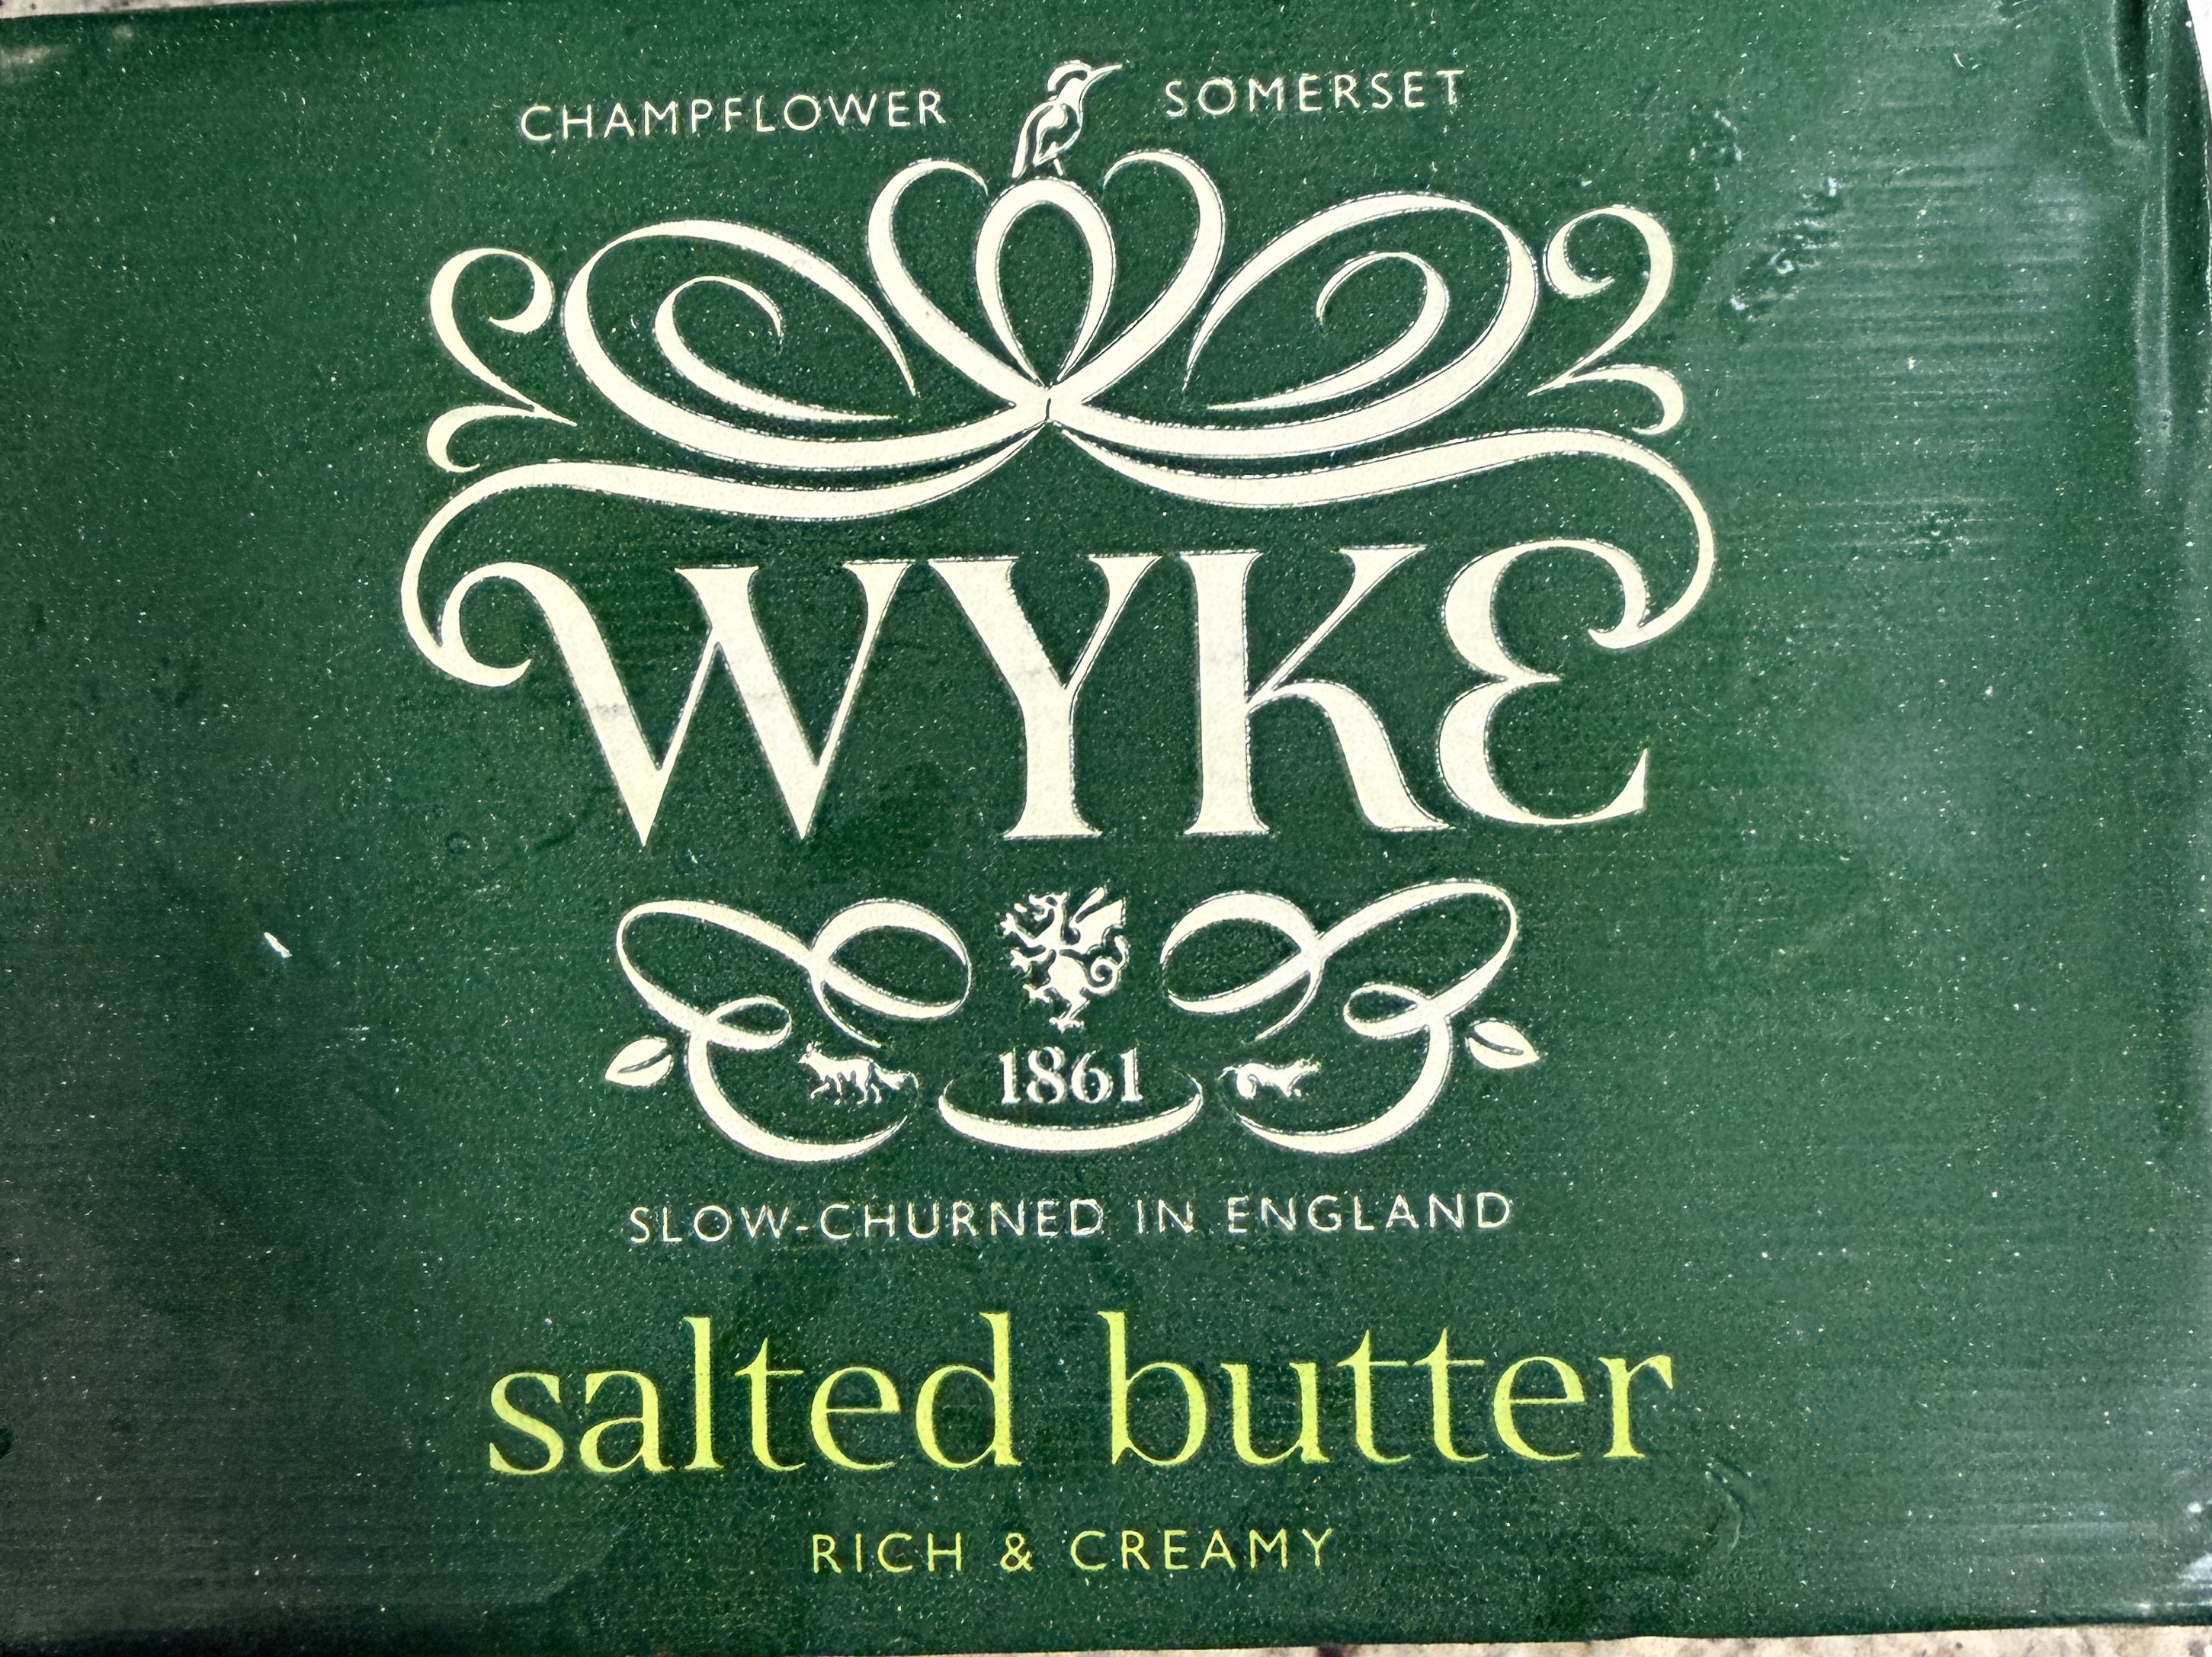 CHAMPFLOWER SOMERSET
WYKE
1861
SLOW-CHURNED IN ENGLAND
salted butter
RICH & CREAMY